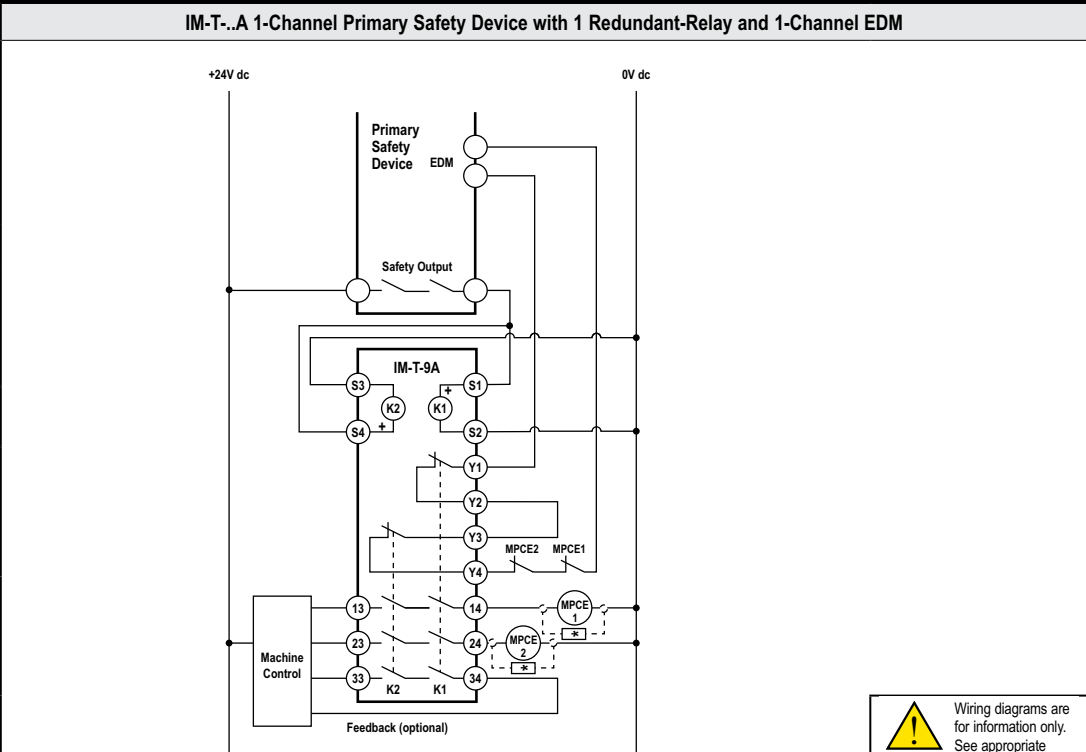 IM-T-..A 1-Channel Primary Safety Device with 1 Redundant-Relay and 1-Channel EDM
+24V dc
0V dc
Primary
Safety
Device
EDM
Safety Output
IM-T-9A
S3
S1
K2
K1
+
+
S4
S2
Y1
Y2
Y3
MPCE2
MPCE1
Y4
13
14
MPCE
1
*
23
24
MPCE
2
*
Machine
Control
33
34
K2
K1
Feedback (optional)
!
Wiring diagrams are
for information only.
See appropriate